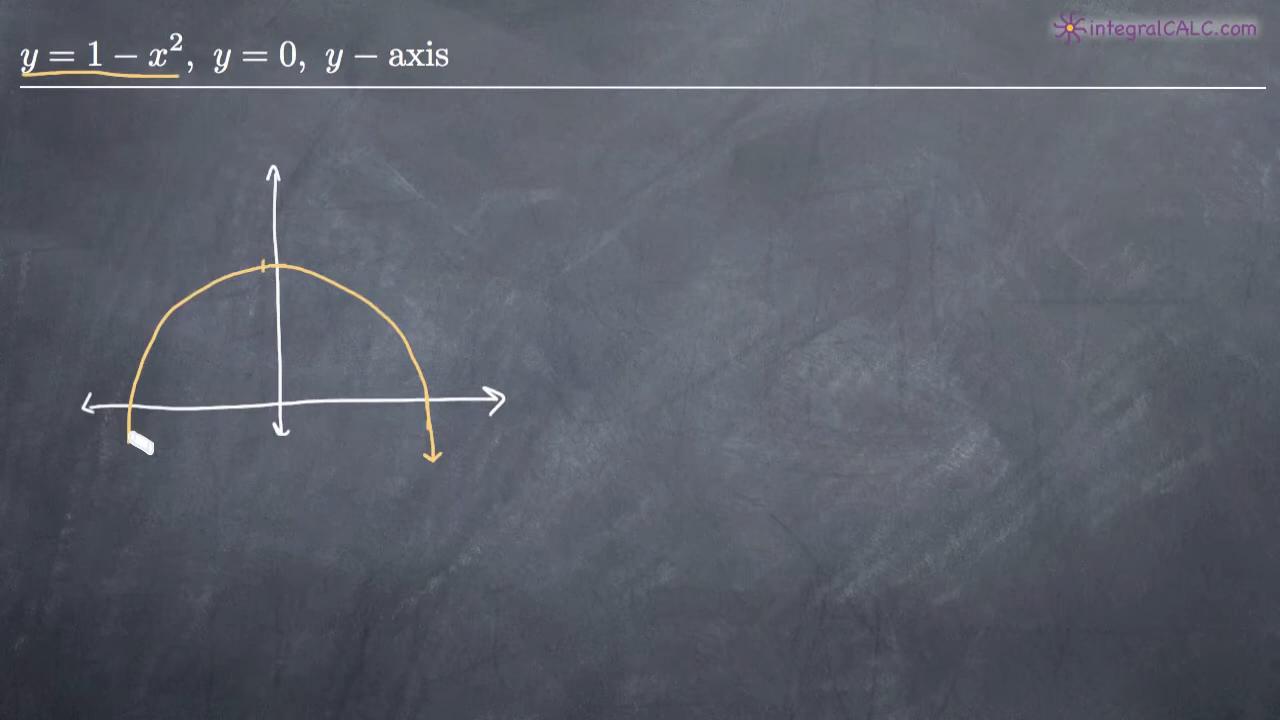 integralCALC.com
y = 1 − x², y = 0, y − axis